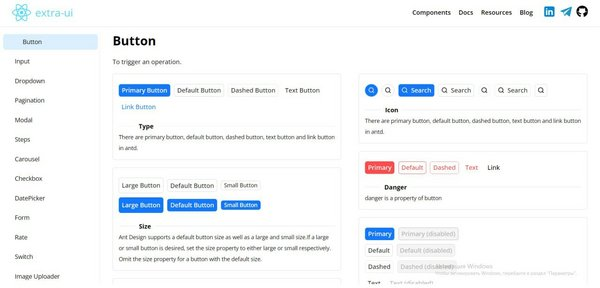 extra-ui
Components Docs Resources Blog
Button
Input
Dropdown
Pagination
Modal
Steps
Carousel
Checkbox
DatePicker
Form
Rate
Switch
Image Uploader
Button
To trigger an operation.
Primary Button Default Button Dashed Button Text Button
Link Button
Type
There are primary button, default button, dashed button, text button and link button
in antd.
Large Button Default Button Small Button
Large Button Default Button Small Button
Size
Ant Design supports a default button size as well as a large and small size.If a large
or small button is desired, set the size property to either large or small respectively.
Omit the size property for a button with the default size.
Search Search Search
Icon
There are primary button, default button, dashed button, text button and link button
in antd.
Primary Default Dashed Text Link
Danger
danger is a property of button
Primary Primary (disabled)
Default Default (disabled)
Dashed Dashed (disabled)
Windows
Чтобы активировать Windows, перейдите в раздел "Параметры".
Text Text (disabled)